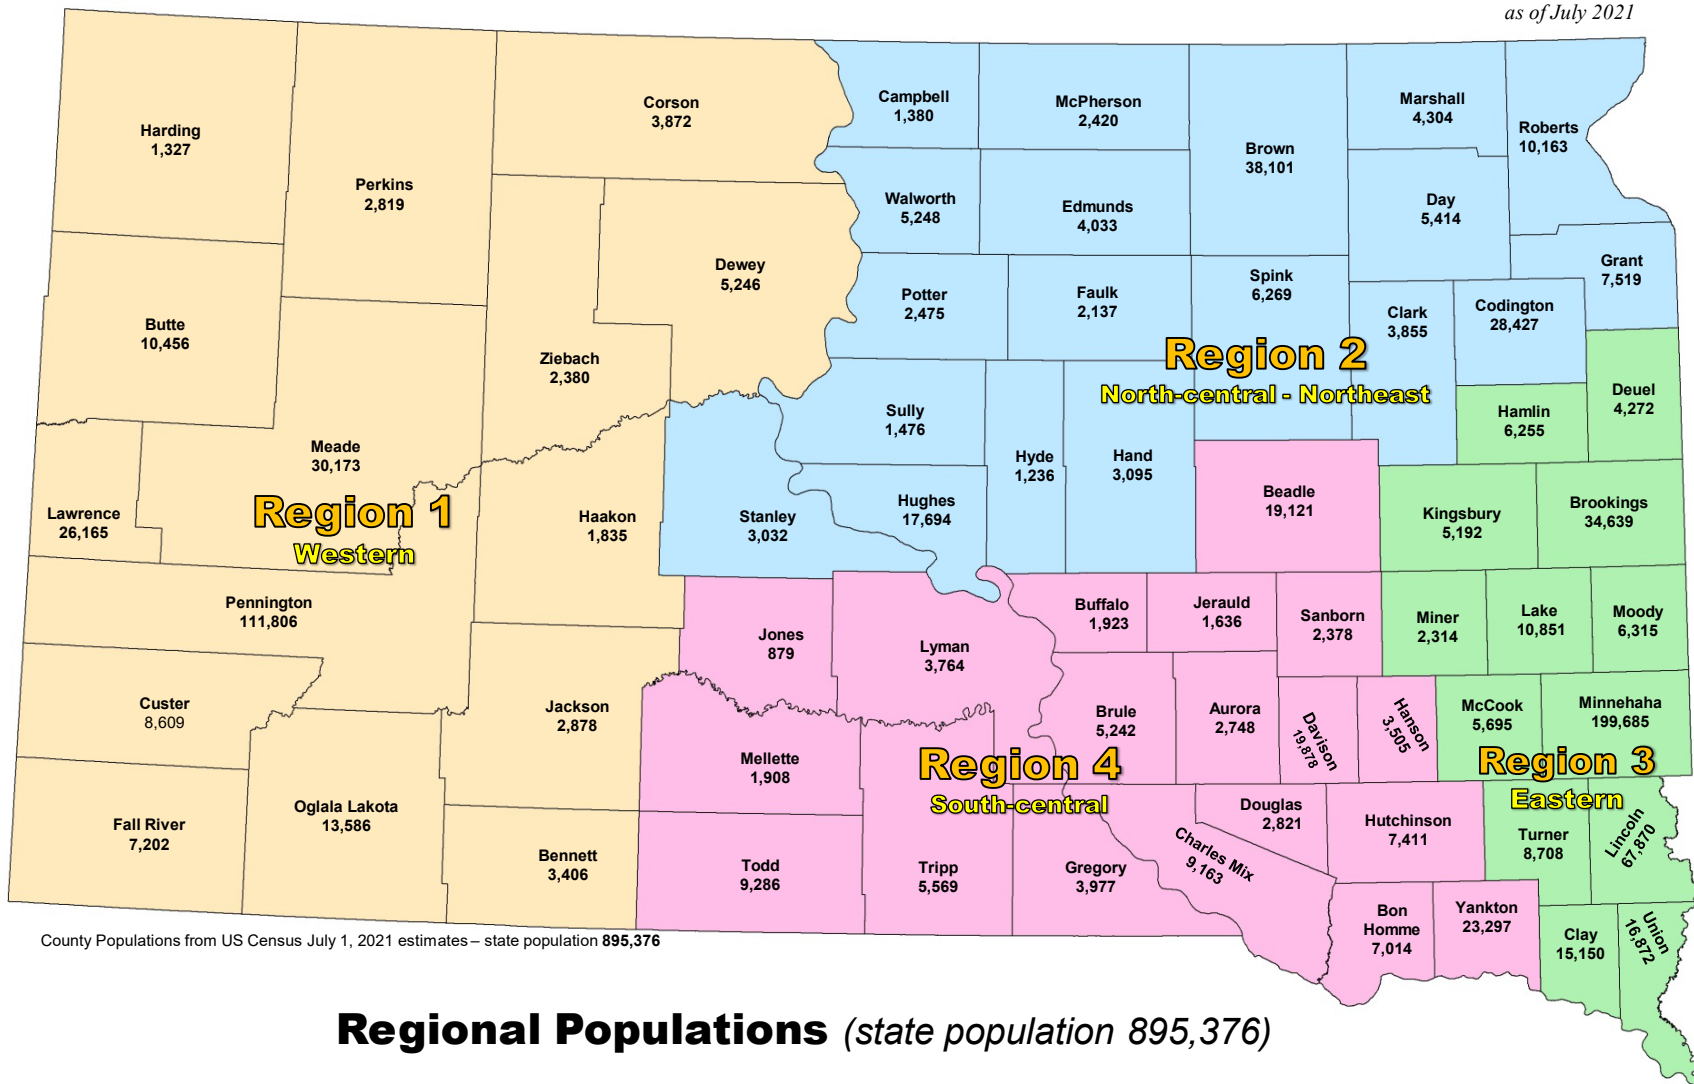 as of July 2021
Harding
1,327
Perkins
2,819
Corson
3,872
Campbell
1,380
McPherson
2,420
Brown
38,101
Marshall
4,304
Roberts
10,163
Walworth
5,248
Edmunds
4,033
Day
5,414
Butte
10,456
Ziebach
2,380
Dewey
5,246
Potter
2,475
Faulk
2,137
Spink
6,269
Clark
3,855
Codington
28,427
Grant
7,519
Region 2
North-central - Northeast
Deuel
4,272
Hamlin
6,255
Meade
30,173
Sully
1,476
Hyde
1,236
Hand
3,095
Lawrence
26,165
Region 1
Western
Haakon
1,835
Stanley
3,032
Hughes
17,694
Beadle
19,121
Kingsbury
5,192
Brookings
34,639
Pennington
111,806
Jones
879
Lyman
3,764
Buffalo
1,923
Jerauld
1,636
Sanborn
2,378
Miner
2,314
Lake
10,851
Moody
6,315
Custer
8,609
Jackson
2,878
Mellette
1,908
Brule
5,242
Aurora
2,748
Davison
19,878
Hanson
3,505
McCook
5,695
Minnehaha
199,685
Region 4
South-central
Region 3
Eastern
Fall River
7,202
Oglala Lakota
13,586
Bennett
3,406
Todd
9,286
Tripp
5,569
Gregory
3,977
Charles Mix
9,163
Douglas
2,821
Hutchinson
7,411
Turner
8,708
Lincoln
67,870
Bon
Homme
7,014
Yankton
23,297
Clay
15,150
Union
16,872
County Populations from US Census July 1, 2021 estimates – state population 895,376
Regional Populations (state population 895,376)